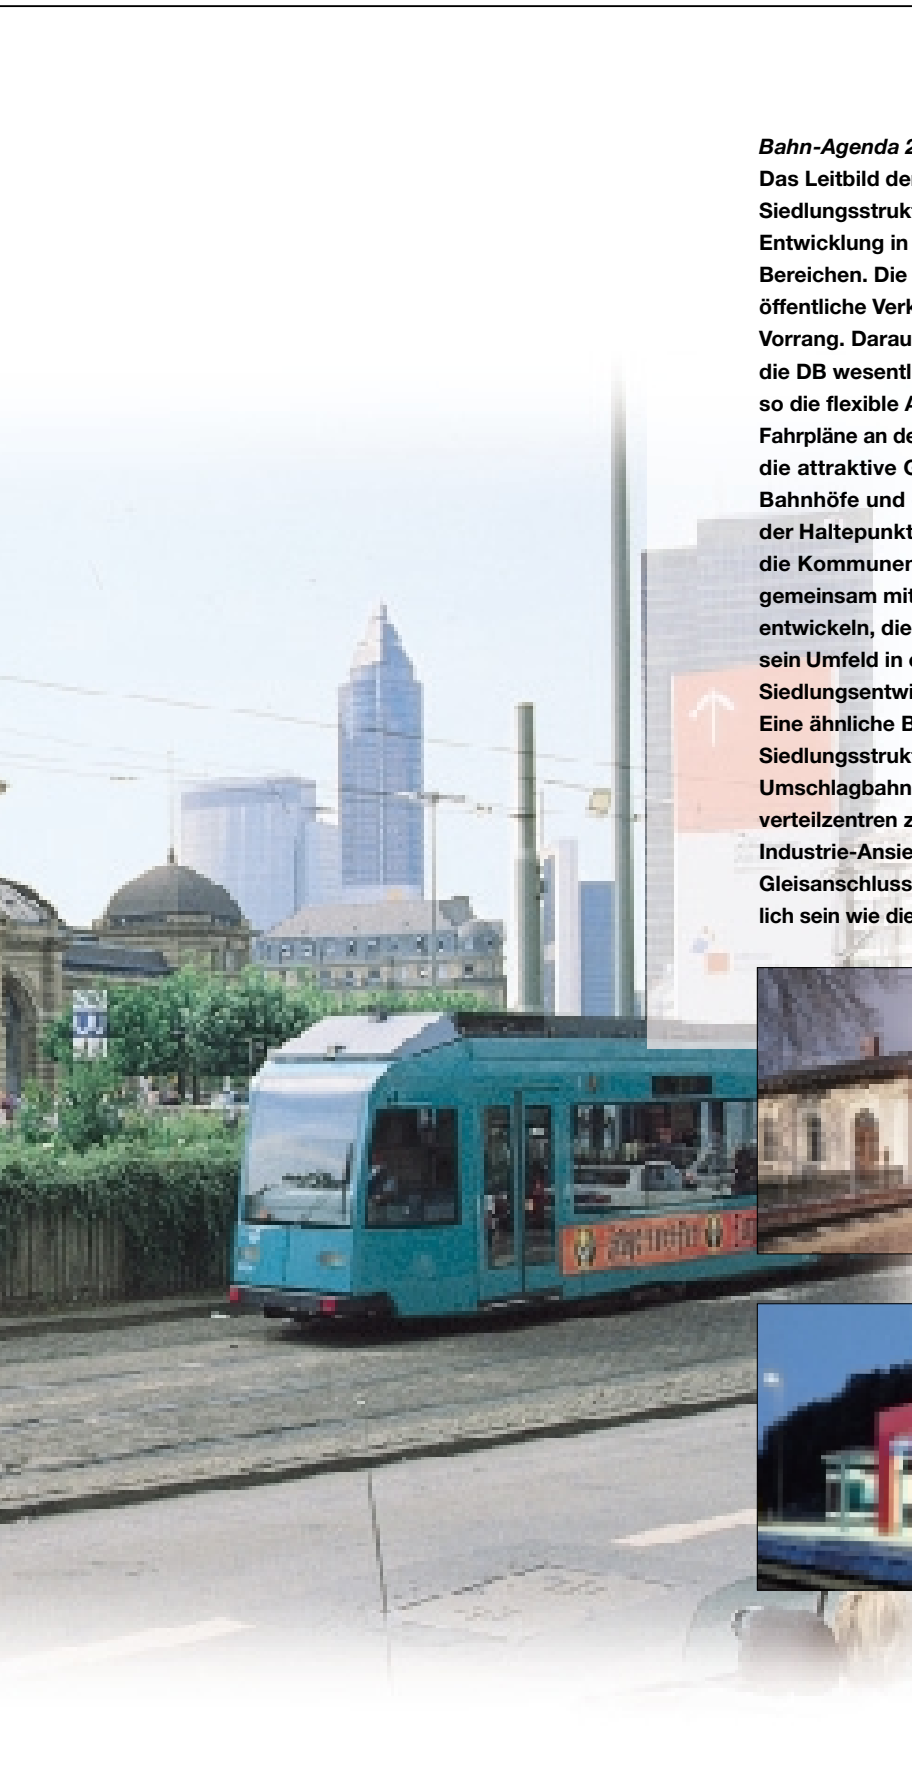 Bahn-Agenda 2
Das Leitbild der
Siedlungsstruk
Entwicklung in
Bereichen. Die
öffentliche Verk
Vorrang. Darau
die DB wesentl
so die flexible A
Fahrpläne an de
die attraktive G
Bahnhöfe und
der Haltepunkt
die Kommunen
gemeinsam mit
entwickeln, die
sein Umfeld in
Siedlungsentwi
Eine ähnliche B
Siedlungsstruk
Umschlagbahn
verteilzentren z
Industrie-Ansie
Gleisanschluss
lich sein wie die